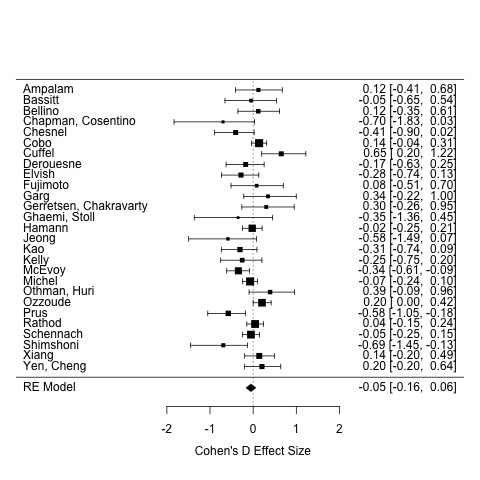 Ampalam 0.12 [-0.41, 0.68]
Bassitt -0.05 [-0.65, 0.54]
Bellino 0.12 [-0.35, 0.61]
Chapman, Cosentino -0.70 [-1.83, 0.03]
Chesnel -0.41 [-0.90, 0.02]
Cobo 0.14 [-0.04, 0.31]
Cuffel 0.65 [ 0.20, 1.22]
Derouesne -0.17 [-0.63, 0.25]
Elvish -0.28 [-0.74, 0.13]
Fujimoto 0.08 [-0.51, 0.70]
Garg 0.34 [-0.22, 1.00]
Gerretsen, Chakravarty 0.30 [-0.26, 0.95]
Ghaemi, Stoll -0.35 [-1.36, 0.45]
Hamann -0.02 [-0.25, 0.21]
Jeong -0.58 [-1.49, 0.07]
Kao -0.31 [-0.74, 0.09]
Kelly -0.25 [-0.75, 0.20]
McEvoy -0.34 [-0.61, -0.09]
Michel -0.07 [-0.24, 0.10]
Othman, Huri 0.39 [-0.09, 0.96]
Ozzoude 0.20 [ 0.00, 0.42]
Prus -0.58 [-1.05, -0.18]
Rathod 0.04 [-0.15, 0.24]
Schennach -0.05 [-0.25, 0.15]
Shimshoni -0.69 [-1.45, -0.13]
Xiang 0.14 [-0.20, 0.49]
Yen, Cheng 0.20 [-0.20, 0.64]
RE Model -0.05 [-0.16, 0.06]
-2 -1 0 1 2
Cohen's D Effect Size